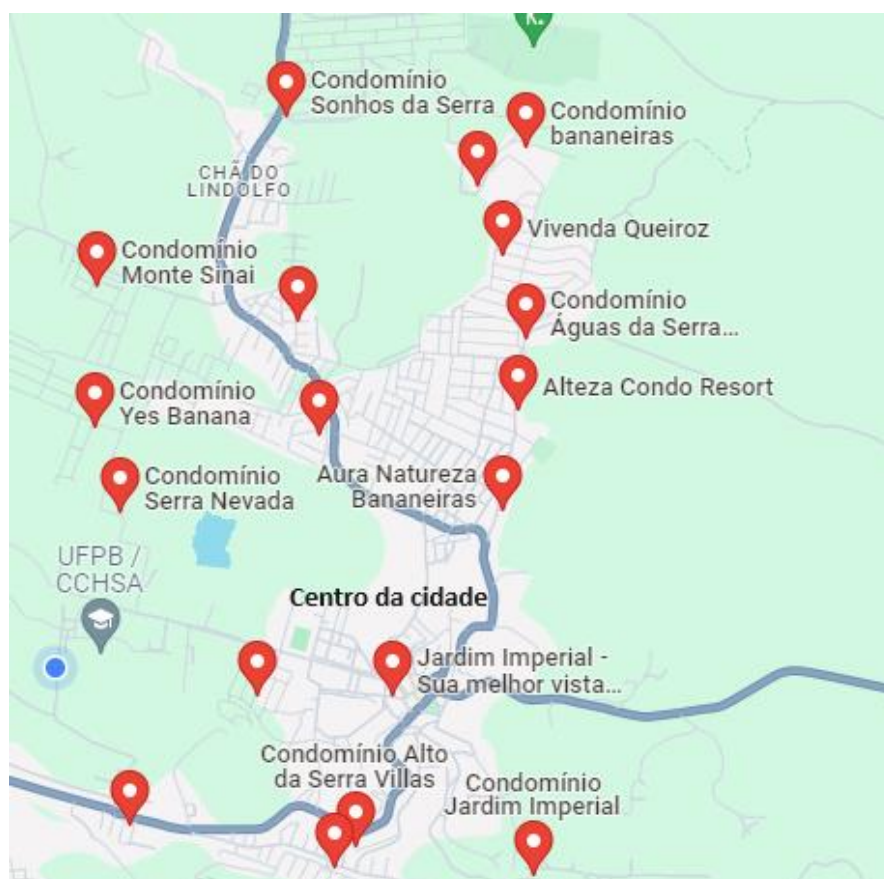 K.
Condomínio
Sonhos da Serra
Condomínio
bananeiras
CHÃ DO
LINDOLFO
Vivenda Queiroz
Condomínio
Monte Sinai
Condomínio
Águas da Serra...
Condomínio
Yes Banana
Alteza Condo Resort
Condomínio
Serra Nevada
Aura Natureza
Bananeiras
UFPB /
CCHSA
Centro da cidade
Jardim Imperial -
Sua melhor vista...
Condomínio Alto
da Serra Villas
Condomínio
Jardim Imperial